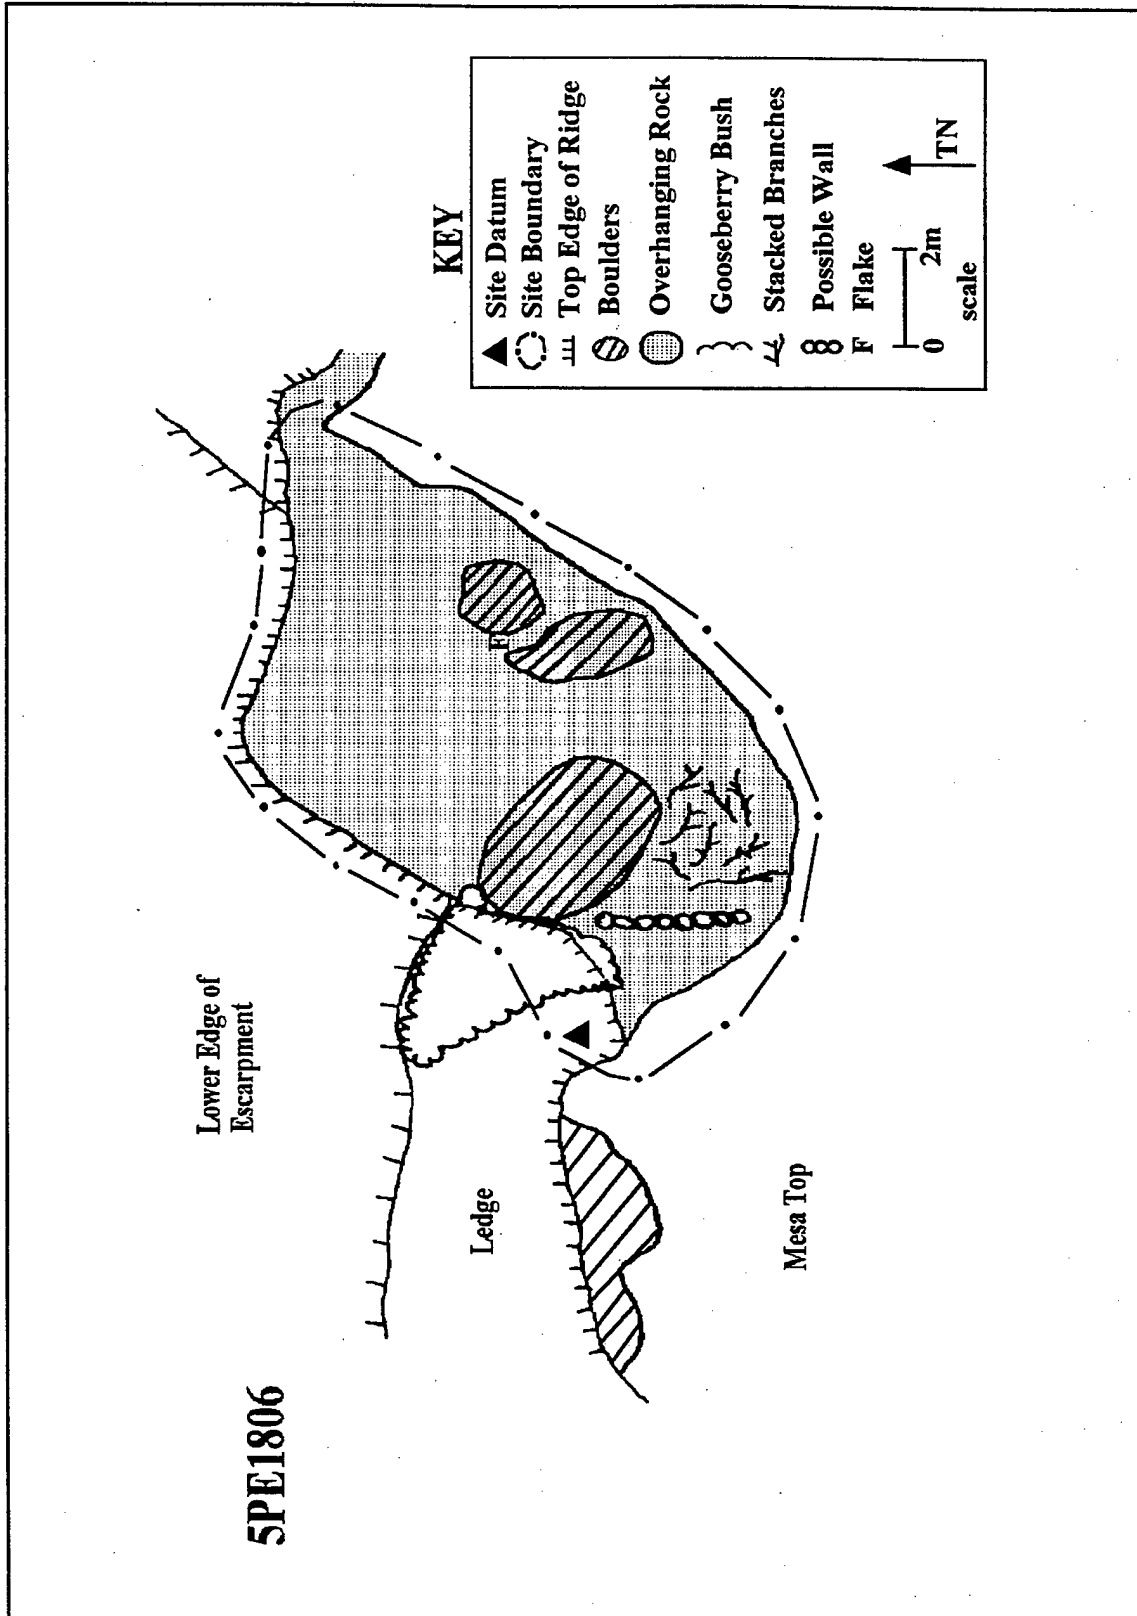 5PE1806
Lower Edge of
Escarpment
Ledge
Mesa Top
F
KEY
Site Datum
Site Boundary
Top Edge of Ridge
Boulders
Overhanging Rock
Gooseberry Bush
Stacked Branches
Possible Wall
F Flake
0 2m
scale
TN